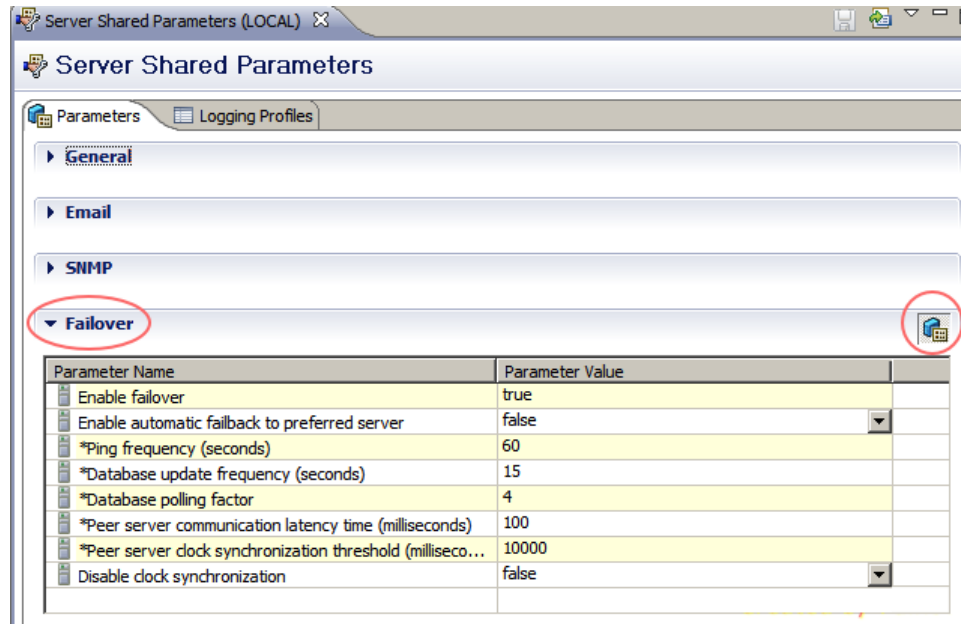 Server Shared Parameters (LOCAL)
Server Shared Parameters
Parameters Logging Profiles
General
Email
SNMP
Failover
Parameter Name Parameter Value
Enable failover true
Enable automatic failback to preferred server false
*Ping frequency (seconds) 60
*Database update frequency (seconds) 15
*Database polling factor 4
*Peer server communication latency time (milliseconds) 100
*Peer server clock synchronization threshold (milliseco... 10000
Disable clock synchronization false